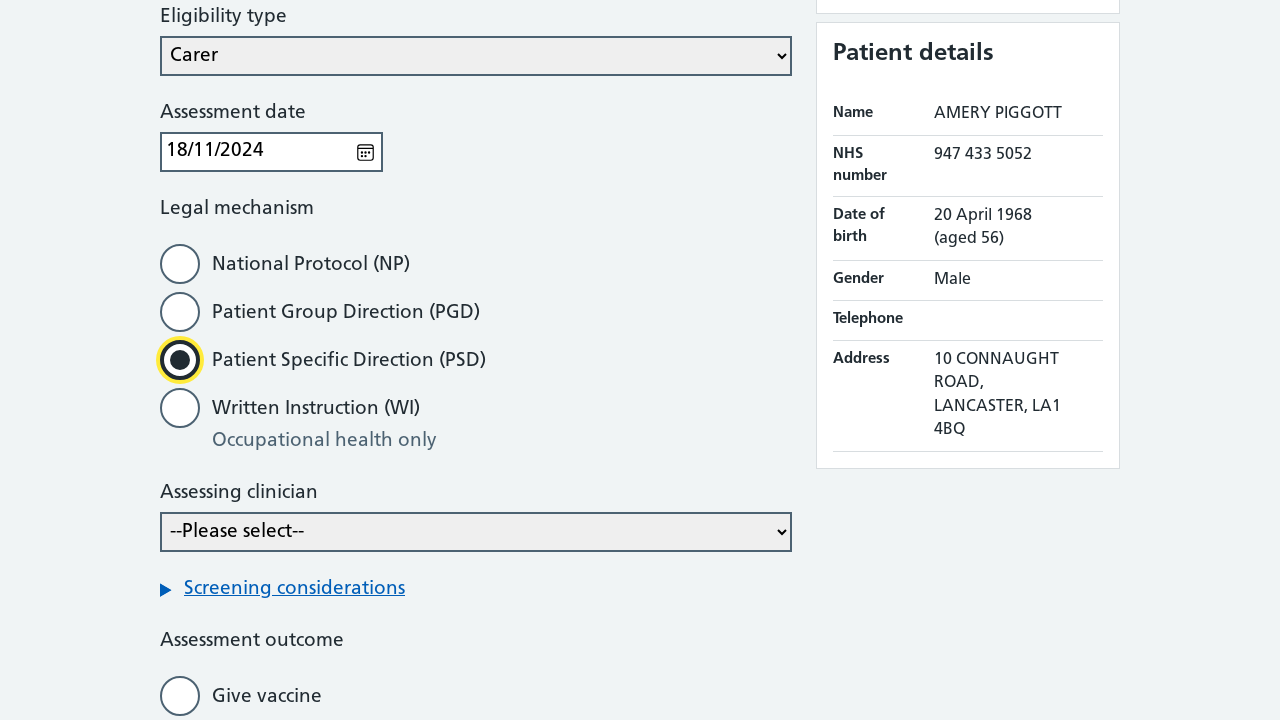 Eligibility type
Carer
Assessment date
18/11/2024
Legal mechanism
National Protocol (NP)
Patient Group Direction (PGD)
Patient Specific Direction (PSD)
Written Instruction (WI)
Occupational health only
Assessing clinician
--Please select--
Screening considerations
Assessment outcome
Give vaccine
Patient details
Name AMERY PIGGOTT
NHS 947 433 5052
number
Date of 20 April 1968
birth (aged 56)
Gender Male
Telephone
Address 10 CONNAUGHT
ROAD,
LANCASTER, LA1
4BQ